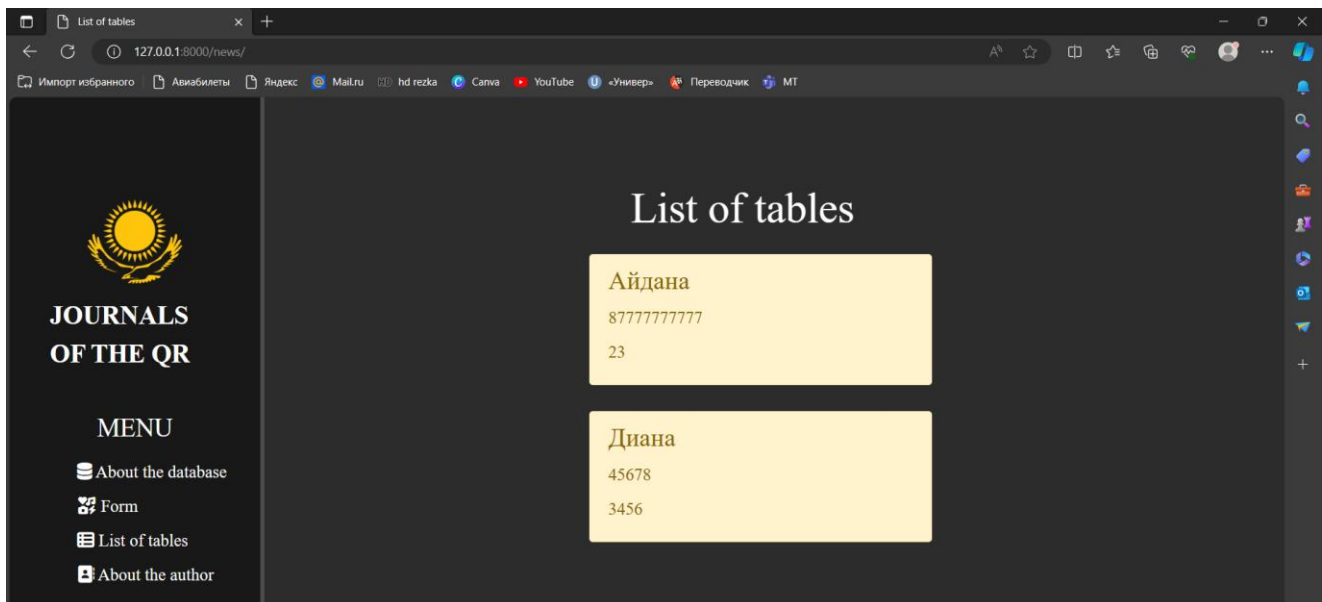 List of tables
127.0.0.1:8000/news/
Импорт избранного Авиабилеты Яндекс Mail.ru HD hd rezka Canva YouTube «Универ» Переводчик МТ
JOURNALS
OF THE QR
MENU
About the database
Form
List of tables
About the author
List of tables
Айдана
87777777777
23
Диана
45678
3456